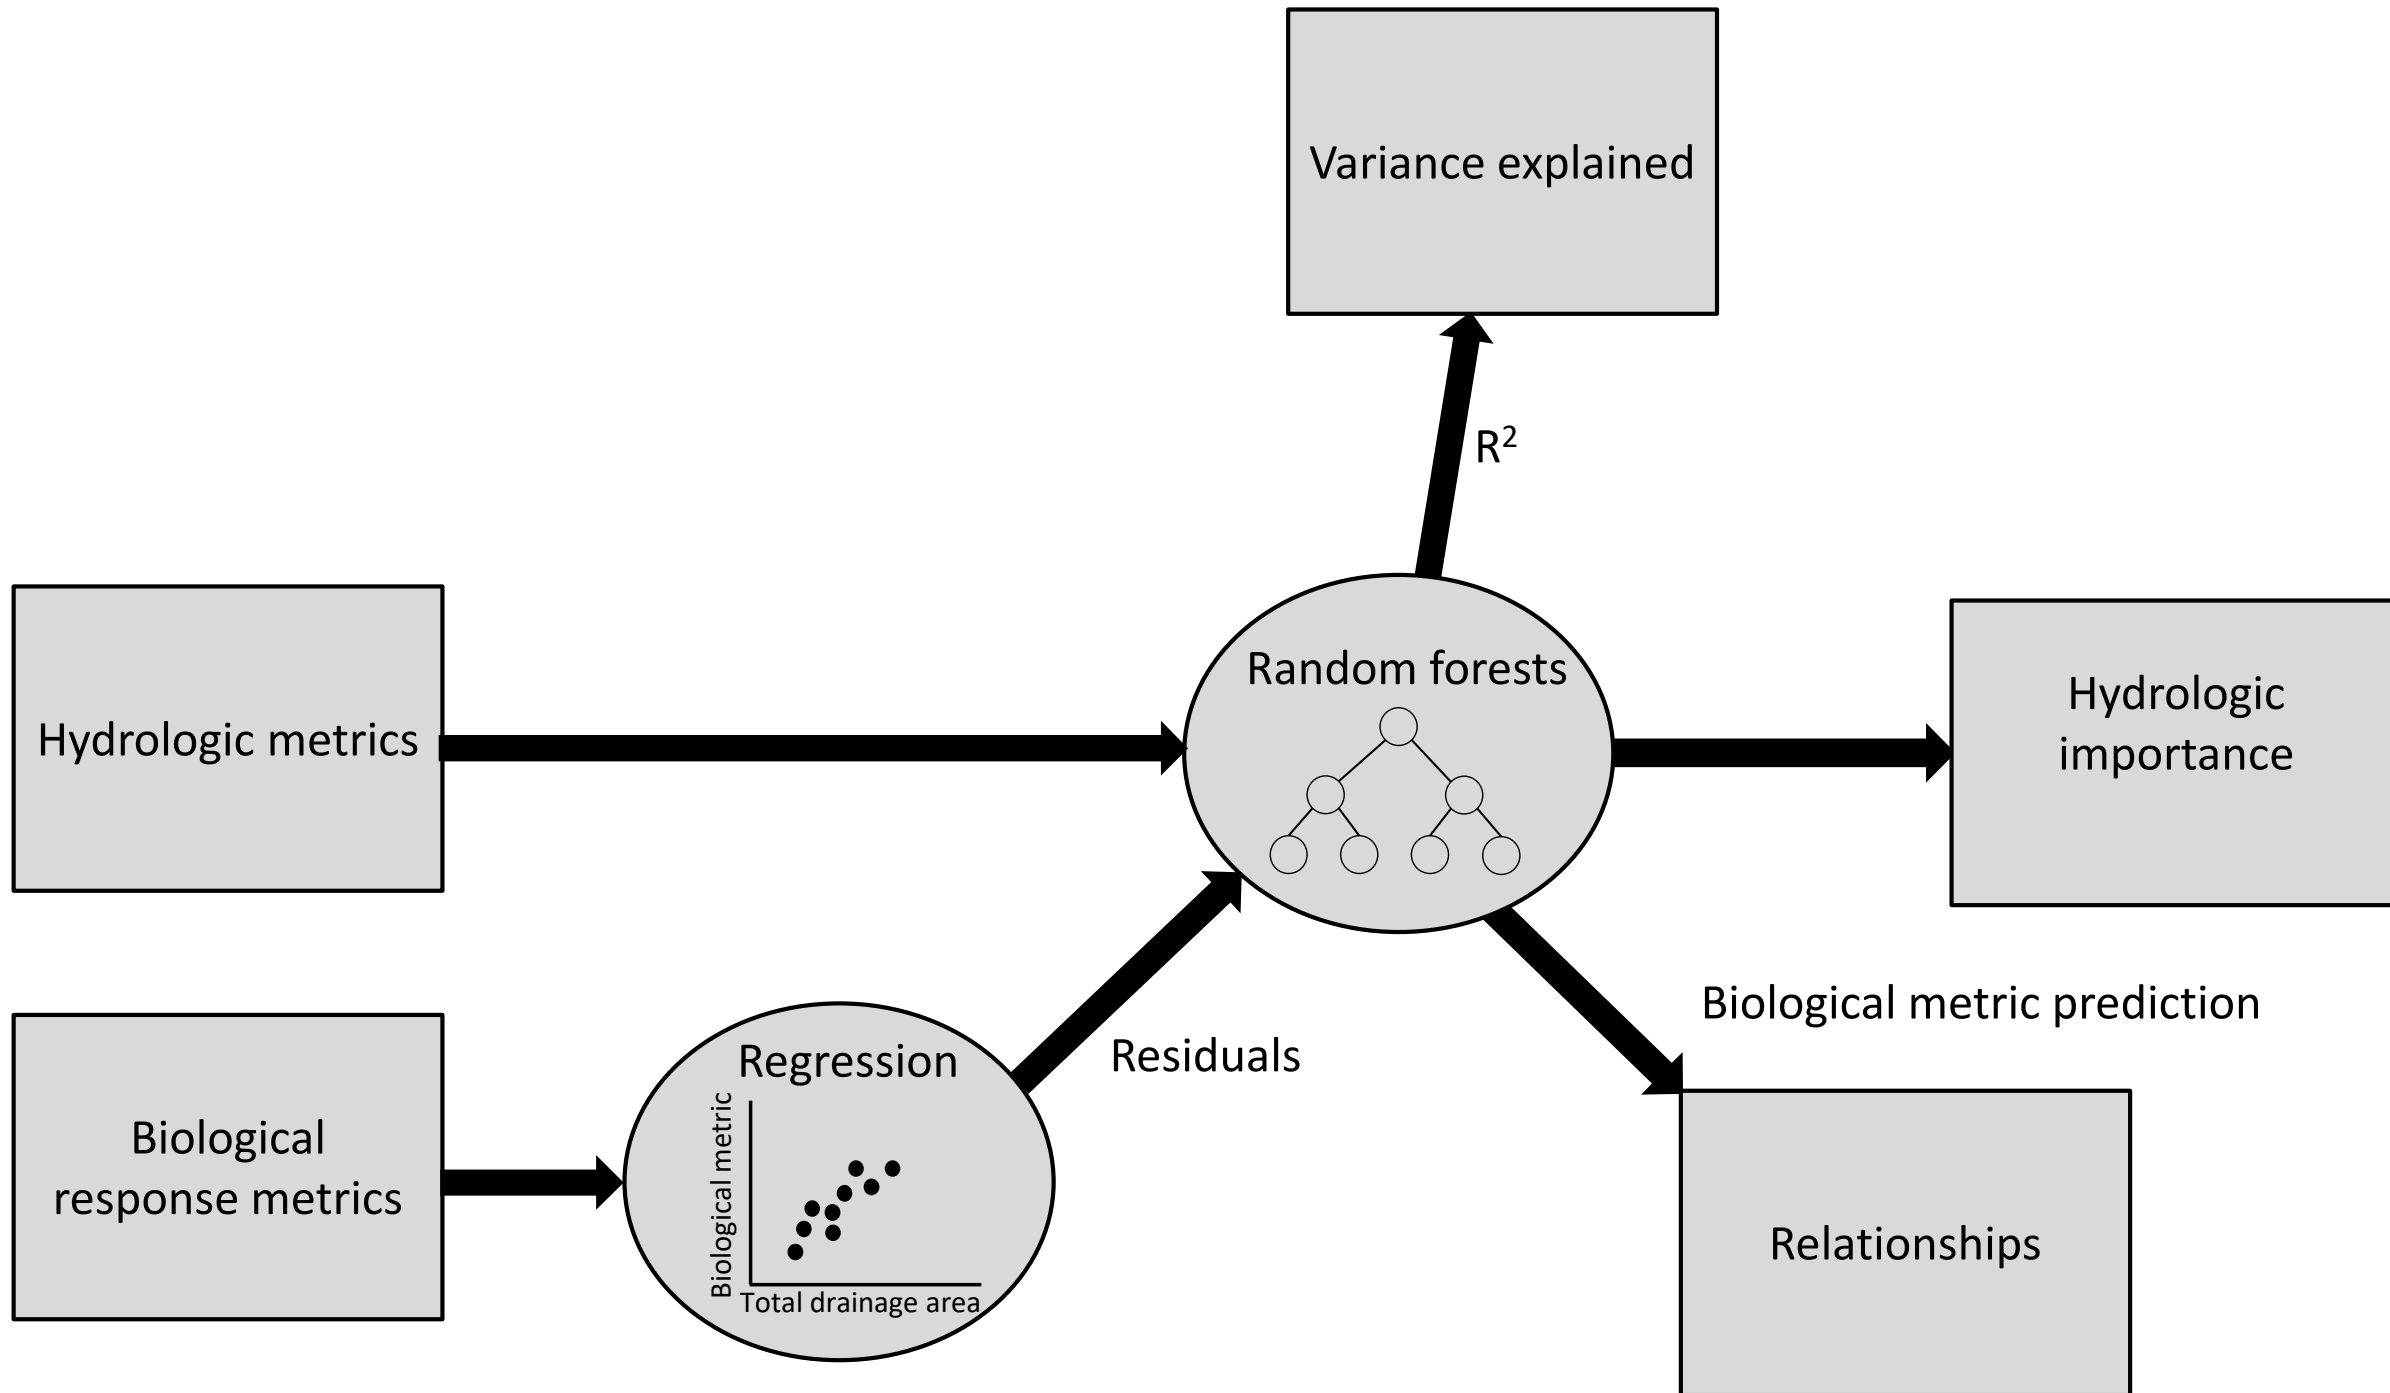 Variance explained
R²
Random forests
Hydrologic metrics
Hydrologic
importance
Biological metric prediction
Residuals
Regression
Biological metric
Total drainage area
Biological
response metrics
Relationships